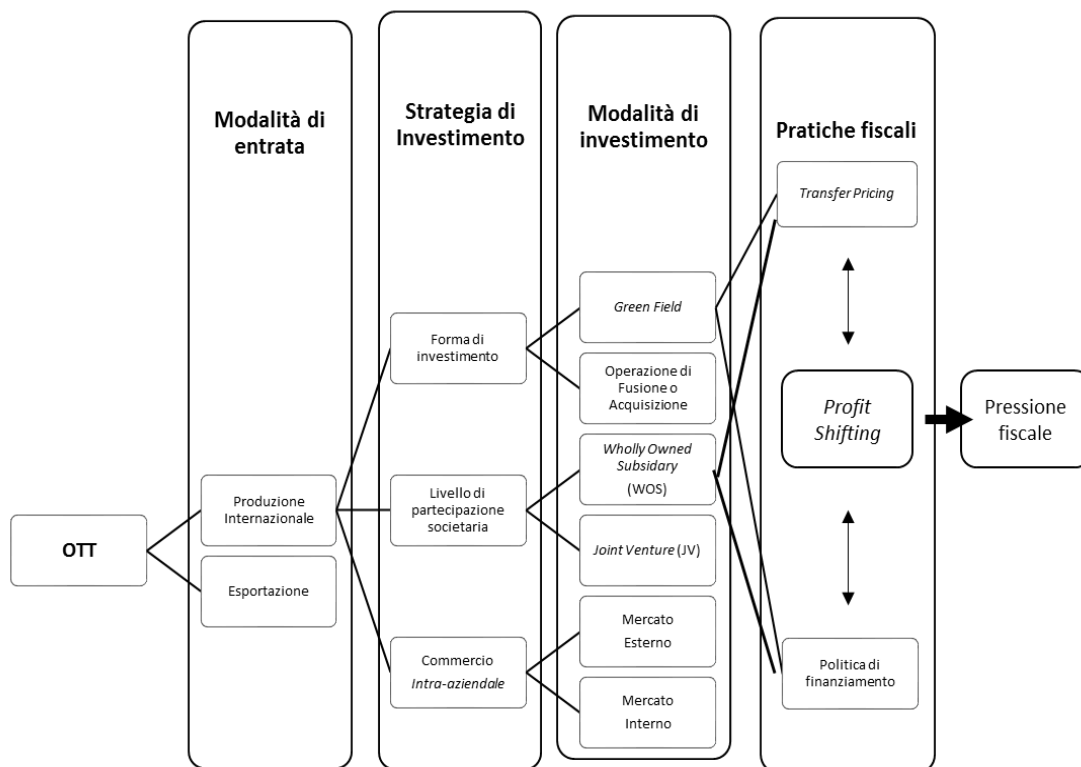 Modalità di
entrata
Strategia di
Investimento
Modalità di
investimento
Pratiche fiscali
OTT
Produzione
Internazionale
Esportazione
Forma di
investimento
Livello di
partecipazione
societaria
Commercio
Intra-aziendale
Green Field
Operazione di
Fusione o
Acquisizione
Wholly Owned
Subsidary
(WOS)
Joint Venture (JV)
Mercato
Esterno
Mercato
Interno
Transfer Pricing
Profit
Shifting
Politica di
finanziamento
Pressione
fiscale